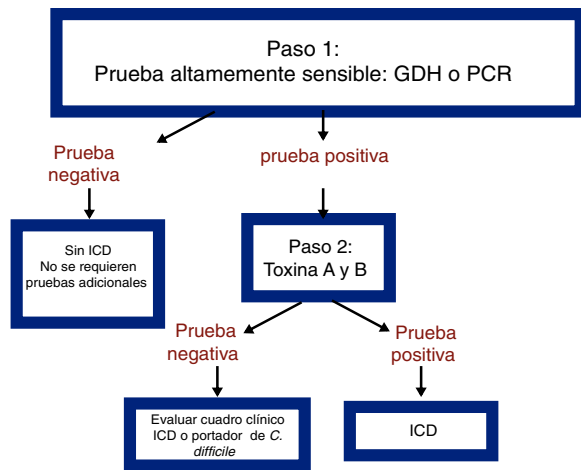 Paso 1:
Prueba altamemente sensible: GDH o PCR
Prueba
negativa
prueba positiva
Sin ICD
No se requieren
pruebas adicionales
Paso 2:
Toxina A y B
Prueba
negativa
Prueba
positiva
Evaluar cuadro clínico
ICD o portador de C.
difficile
ICD